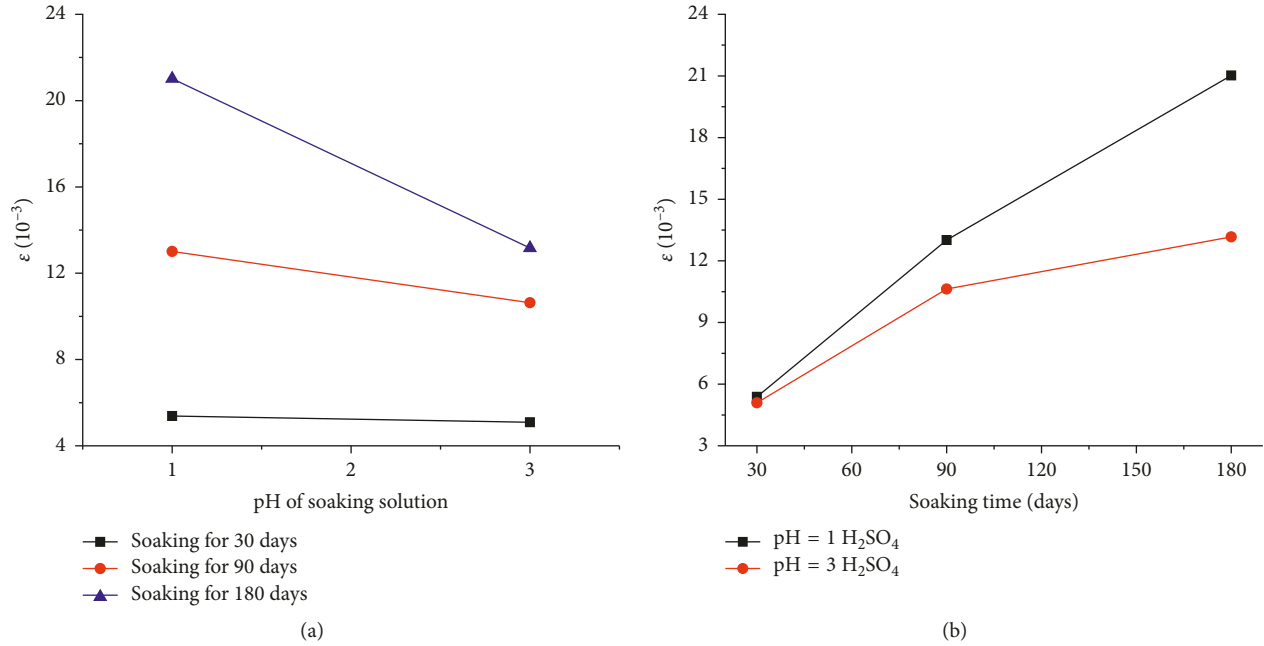 24
20
16
12
8
4
ε (10⁻³)
1
2
3
pH of soaking solution
Soaking for 30 days
Soaking for 90 days
Soaking for 180 days
(a)
24
21
18
15
12
9
6
3
ε (10⁻³)
30
60
90
120
150
180
Soaking time (days)
pH = 1 H₂SO₄
pH = 3 H₂SO₄
(b)